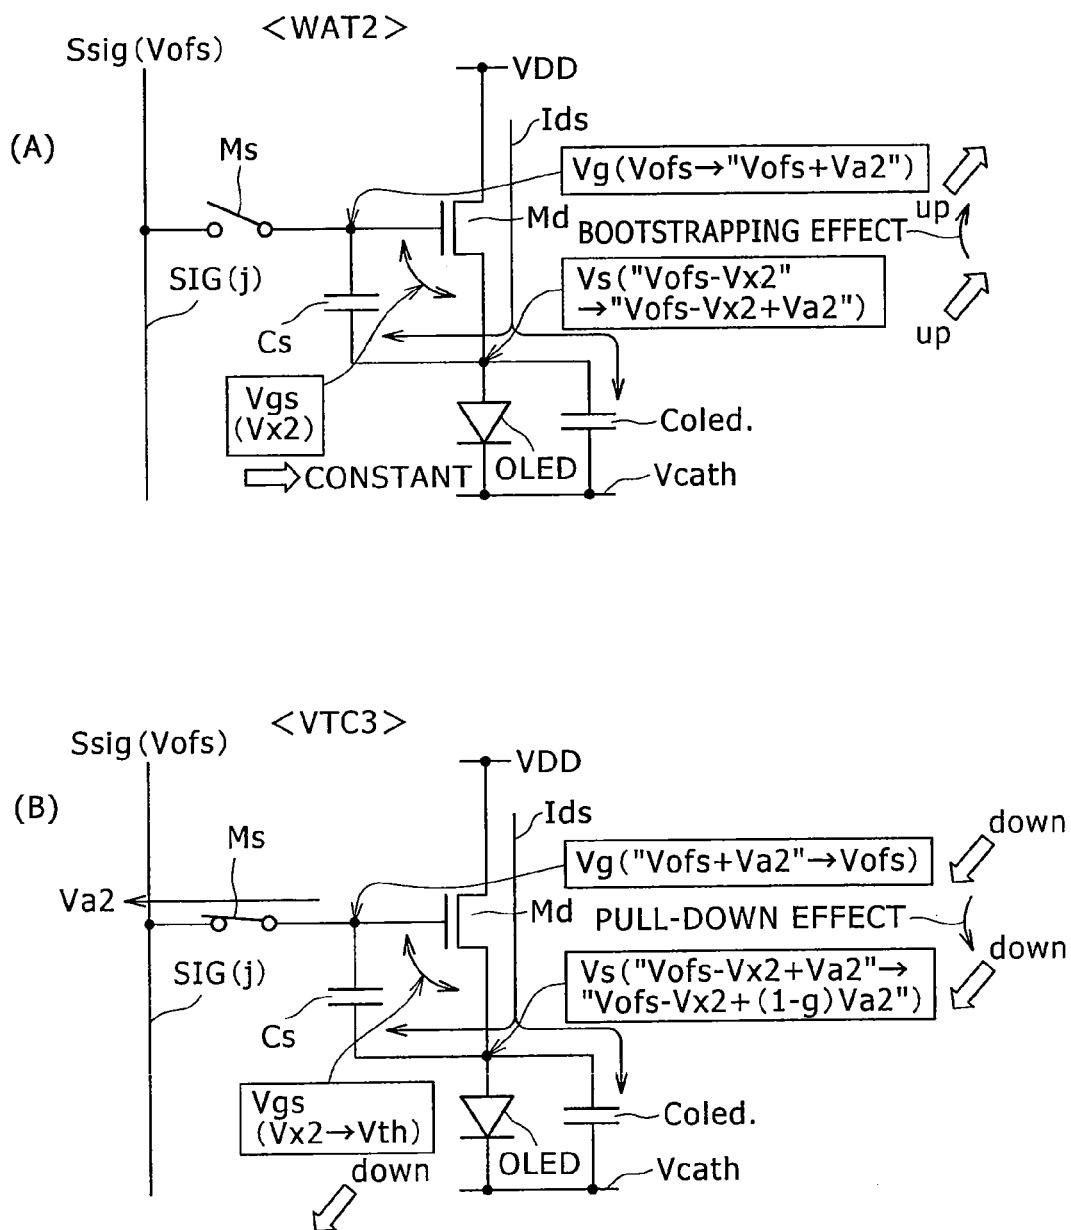 <WAT2>
Ssig(Vofs)
VDD
(A)
Ids
Ms
Vg(Vofs→"Vofs+Va2")
up
Md
BOOTSTRAPPING EFFECT
SIG(j)
Vs("Vofs-Vx2"
→"Vofs-Vx2+Va2")
up
Cs
Vgs
(Vx2)
Coled.
OLED
CONSTANT
Vcath
<VTC3>
Ssig(Vofs)
VDD
(B)
Ids
down
Ms
Vg("Vofs+Va2"→Vofs)
Va2
Md
PULL-DOWN EFFECT
down
SIG(j)
Vs("Vofs-Vx2+Va2"→
"Vofs-Vx2+(1-g)Va2")
Cs
Vgs
(Vx2→Vth)
Coled.
OLED
down
Vcath